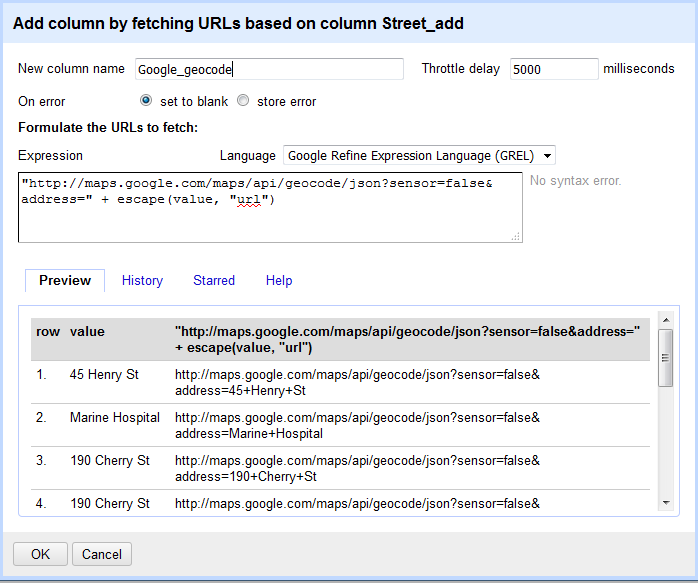 Add column by fetching URLs based on column Street_add
New column name Google_geocode Throttle delay 5000 milliseconds
On error set to blank store error
Formulate the URLs to fetch:
Expression Language Google Refine Expression Language (GREL)
"http://maps.google.com/maps/api/geocode/json?sensor=false&
address=" + escape(value, "url")
No syntax error.
Preview History Starred Help
row value "http://maps.google.com/maps/api/geocode/json?sensor=false&address="
+ escape(value, "url")
1. 45 Henry St http://maps.google.com/maps/api/geocode/json?sensor=false&
address=45+Henry+St
2. Marine Hospital http://maps.google.com/maps/api/geocode/json?sensor=false&
address=Marine+Hospital
3. 190 Cherry St http://maps.google.com/maps/api/geocode/json?sensor=false&
address=190+Cherry+St
4. 190 Cherry St http://maps.google.com/maps/api/geocode/json?sensor=false&
OK Cancel